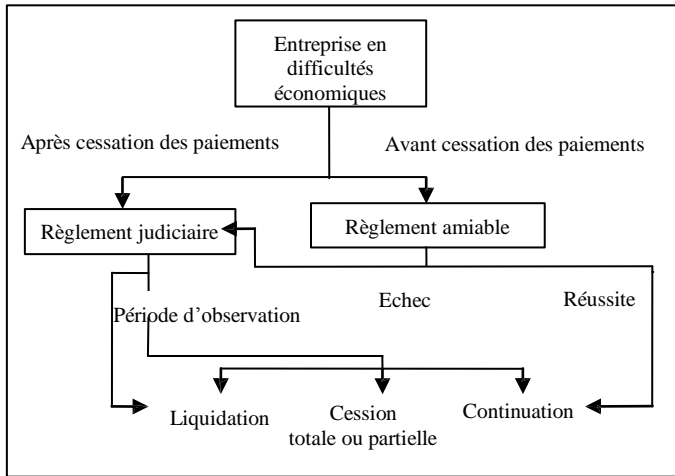 Entreprise en
difficultés
économiques
Après cessation des paiements
Avant cessation des paiements
Règlement judiciaire
Règlement amiable
Période d'observation
Echec
Réussite
Liquidation
Cession
totale ou partielle
Continuation